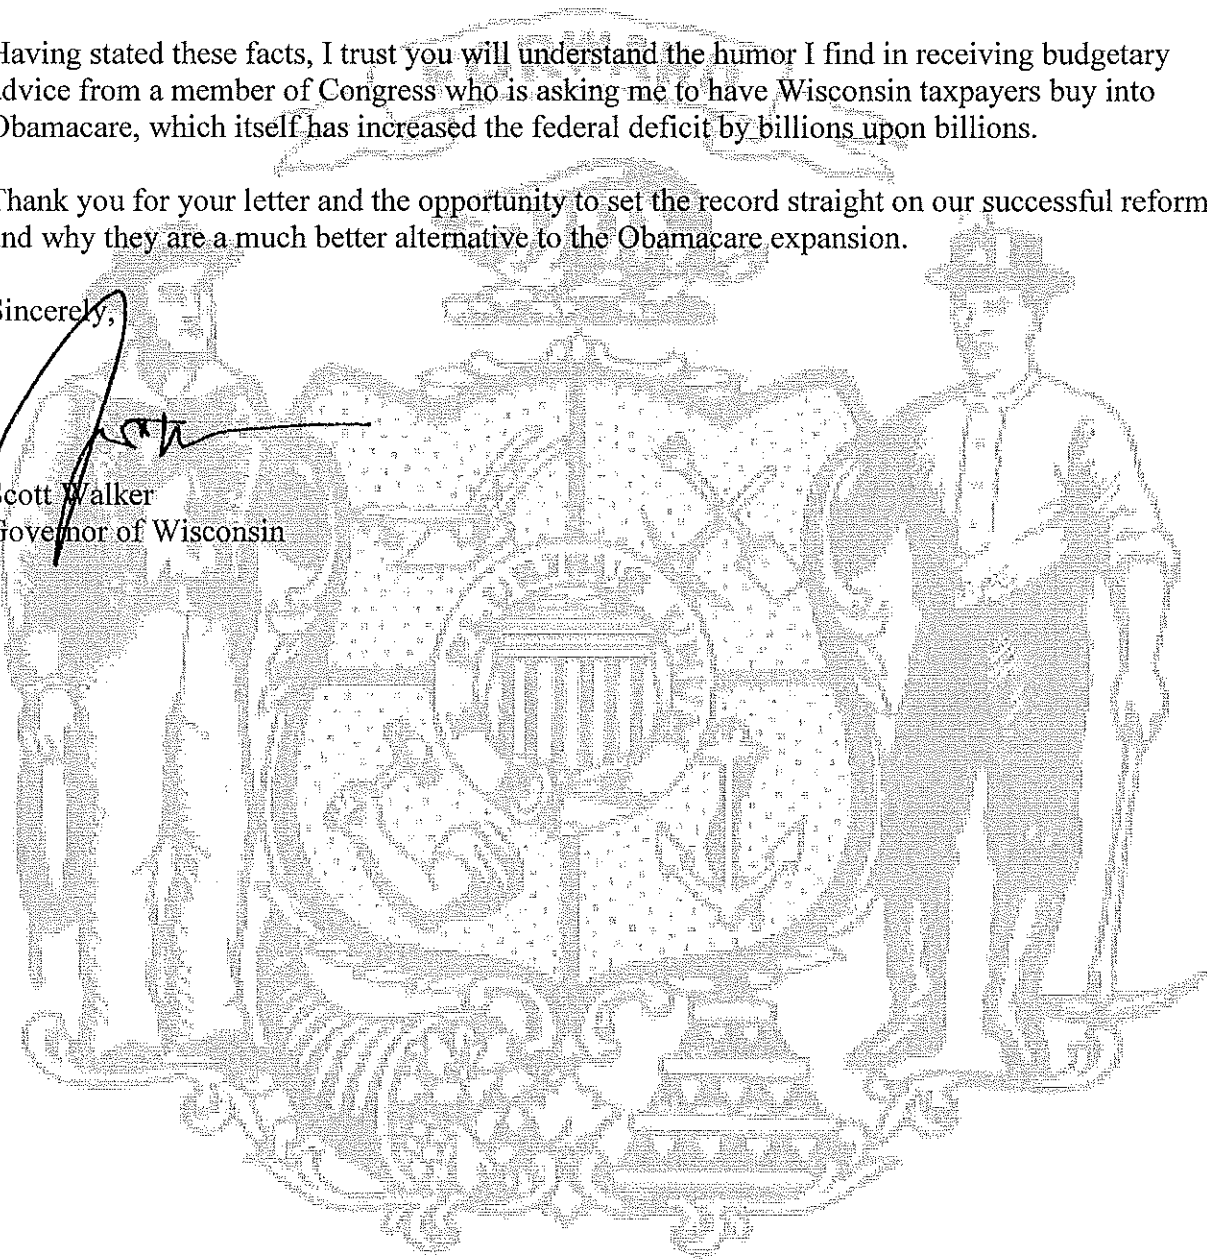 Having stated these facts, I trust you will understand the humor I find in receiving budgetary
advice from a member of Congress who is asking me to have Wisconsin taxpayers buy into
Obamacare, which itself has increased the federal deficit by billions upon billions.
Thank you for your letter and the opportunity to set the record straight on our successful reform
and why they are a much better alternative to the Obamacare expansion.
Sincerely,
Scott Walker
Governor of Wisconsin